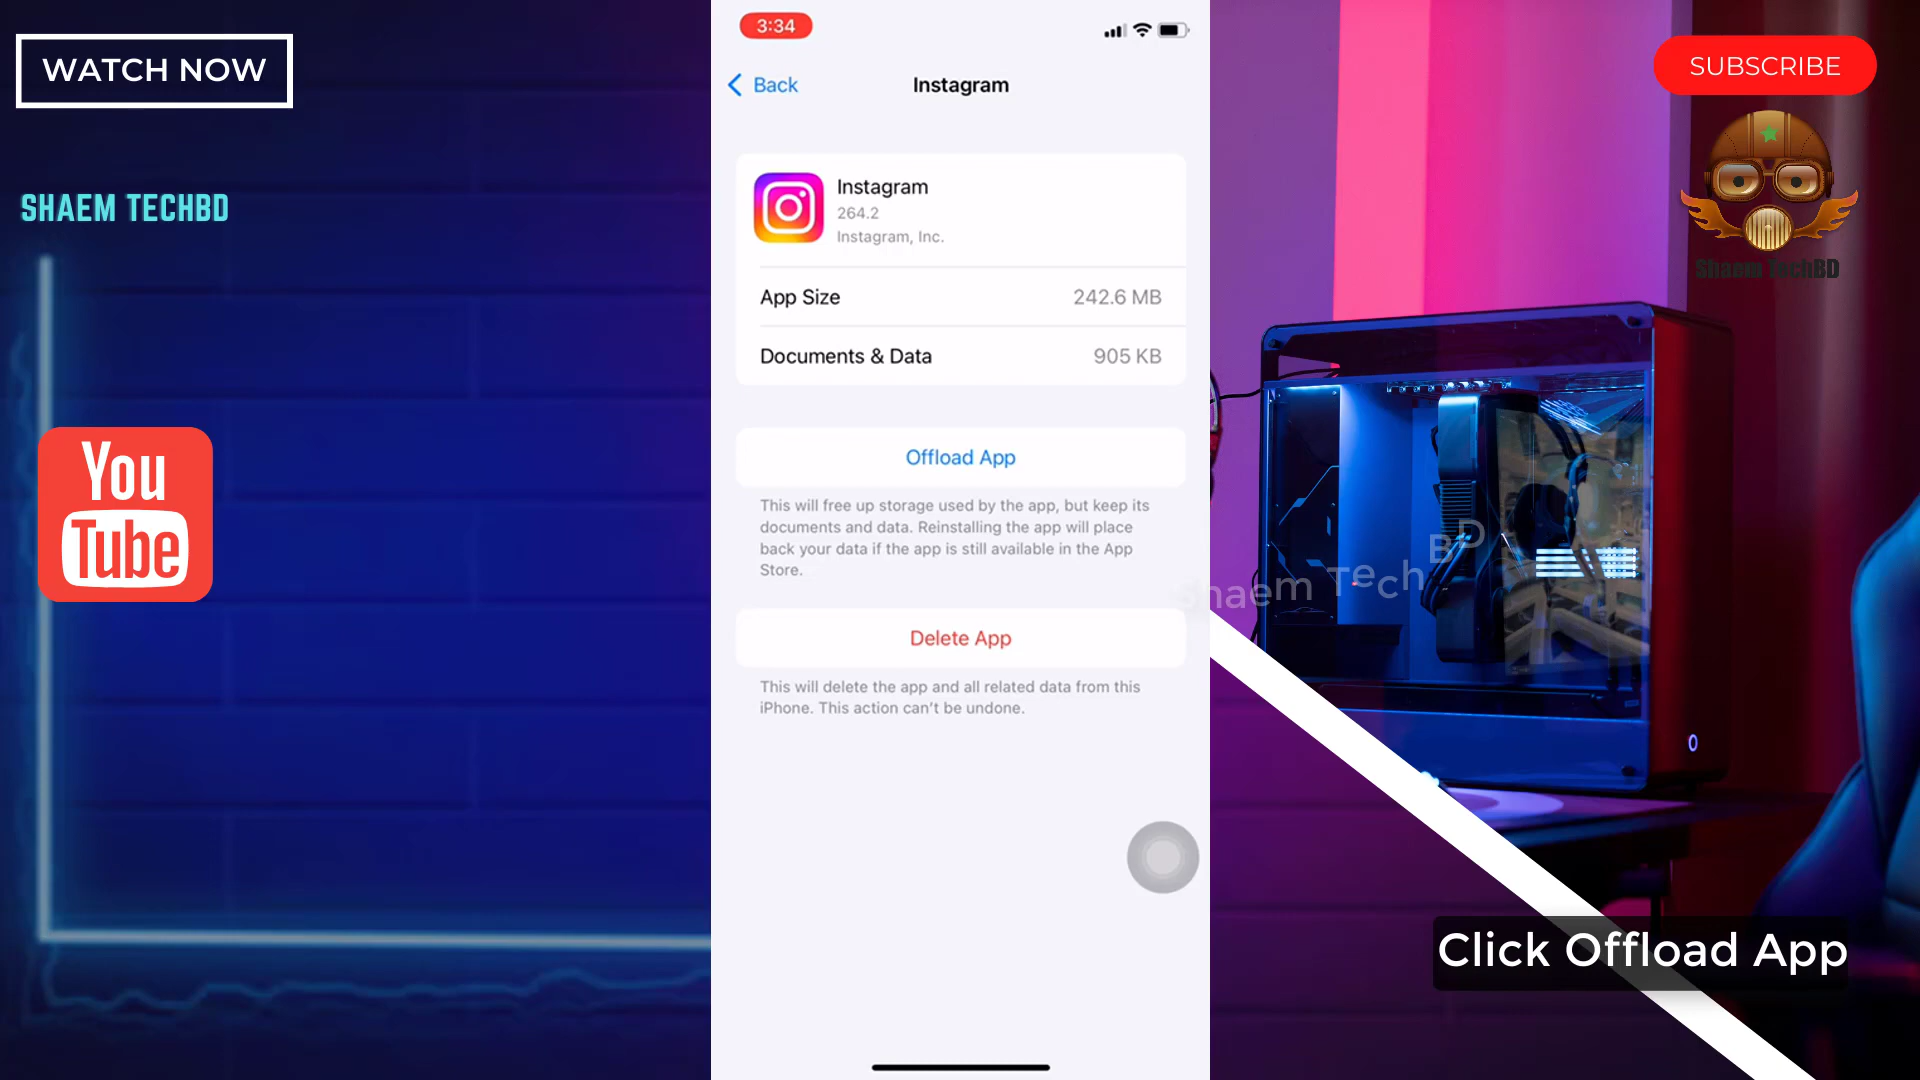 WATCH NOW
SHAEM TECHBD
You
Tube
3:34
Back
Instagram
Instagram
264.2
Instagram, Inc.
App Size
242.6 MB
Documents & Data
905 KB
Offload App
This will free up storage used by the app, but keep its
documents and data. Reinstalling the app will place
back your data if the app is still available in the App
Store.
Delete App
This will delete the app and all related data from this
iPhone. This action can't be undone.
SUBSCRIBE
Shaem TechBD
Shaem TechBD
Click Offload App